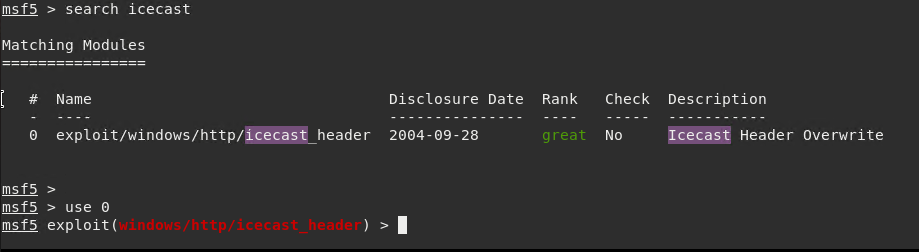 msf5 > search icecast
Matching Modules
================
# Name Disclosure Date Rank Check Description
- ---- --------------- ---- ----- -----------
0 exploit/windows/http/icecast_header 2004-09-28 great No Icecast Header Overwrite
msf5 >
msf5 > use 0
msf5 exploit(windows/http/icecast_header) >